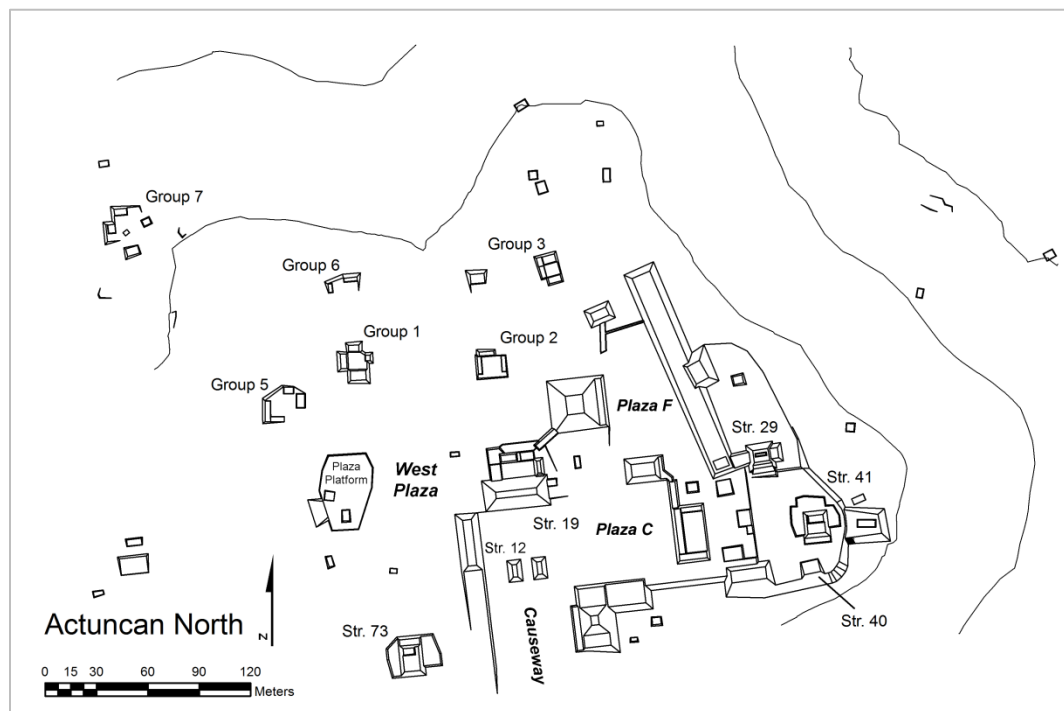 Group 7
Group 3
Group 6
Group 1
Group 2
Group 5
Plaza F
Str. 29
Plaza
Platform
West
Plaza
Str. 41
Str. 19
Plaza C
Str. 12
Causeway
Actuncan North
N
Str. 73
Str. 40
0 15 30 60 90 120
Meters